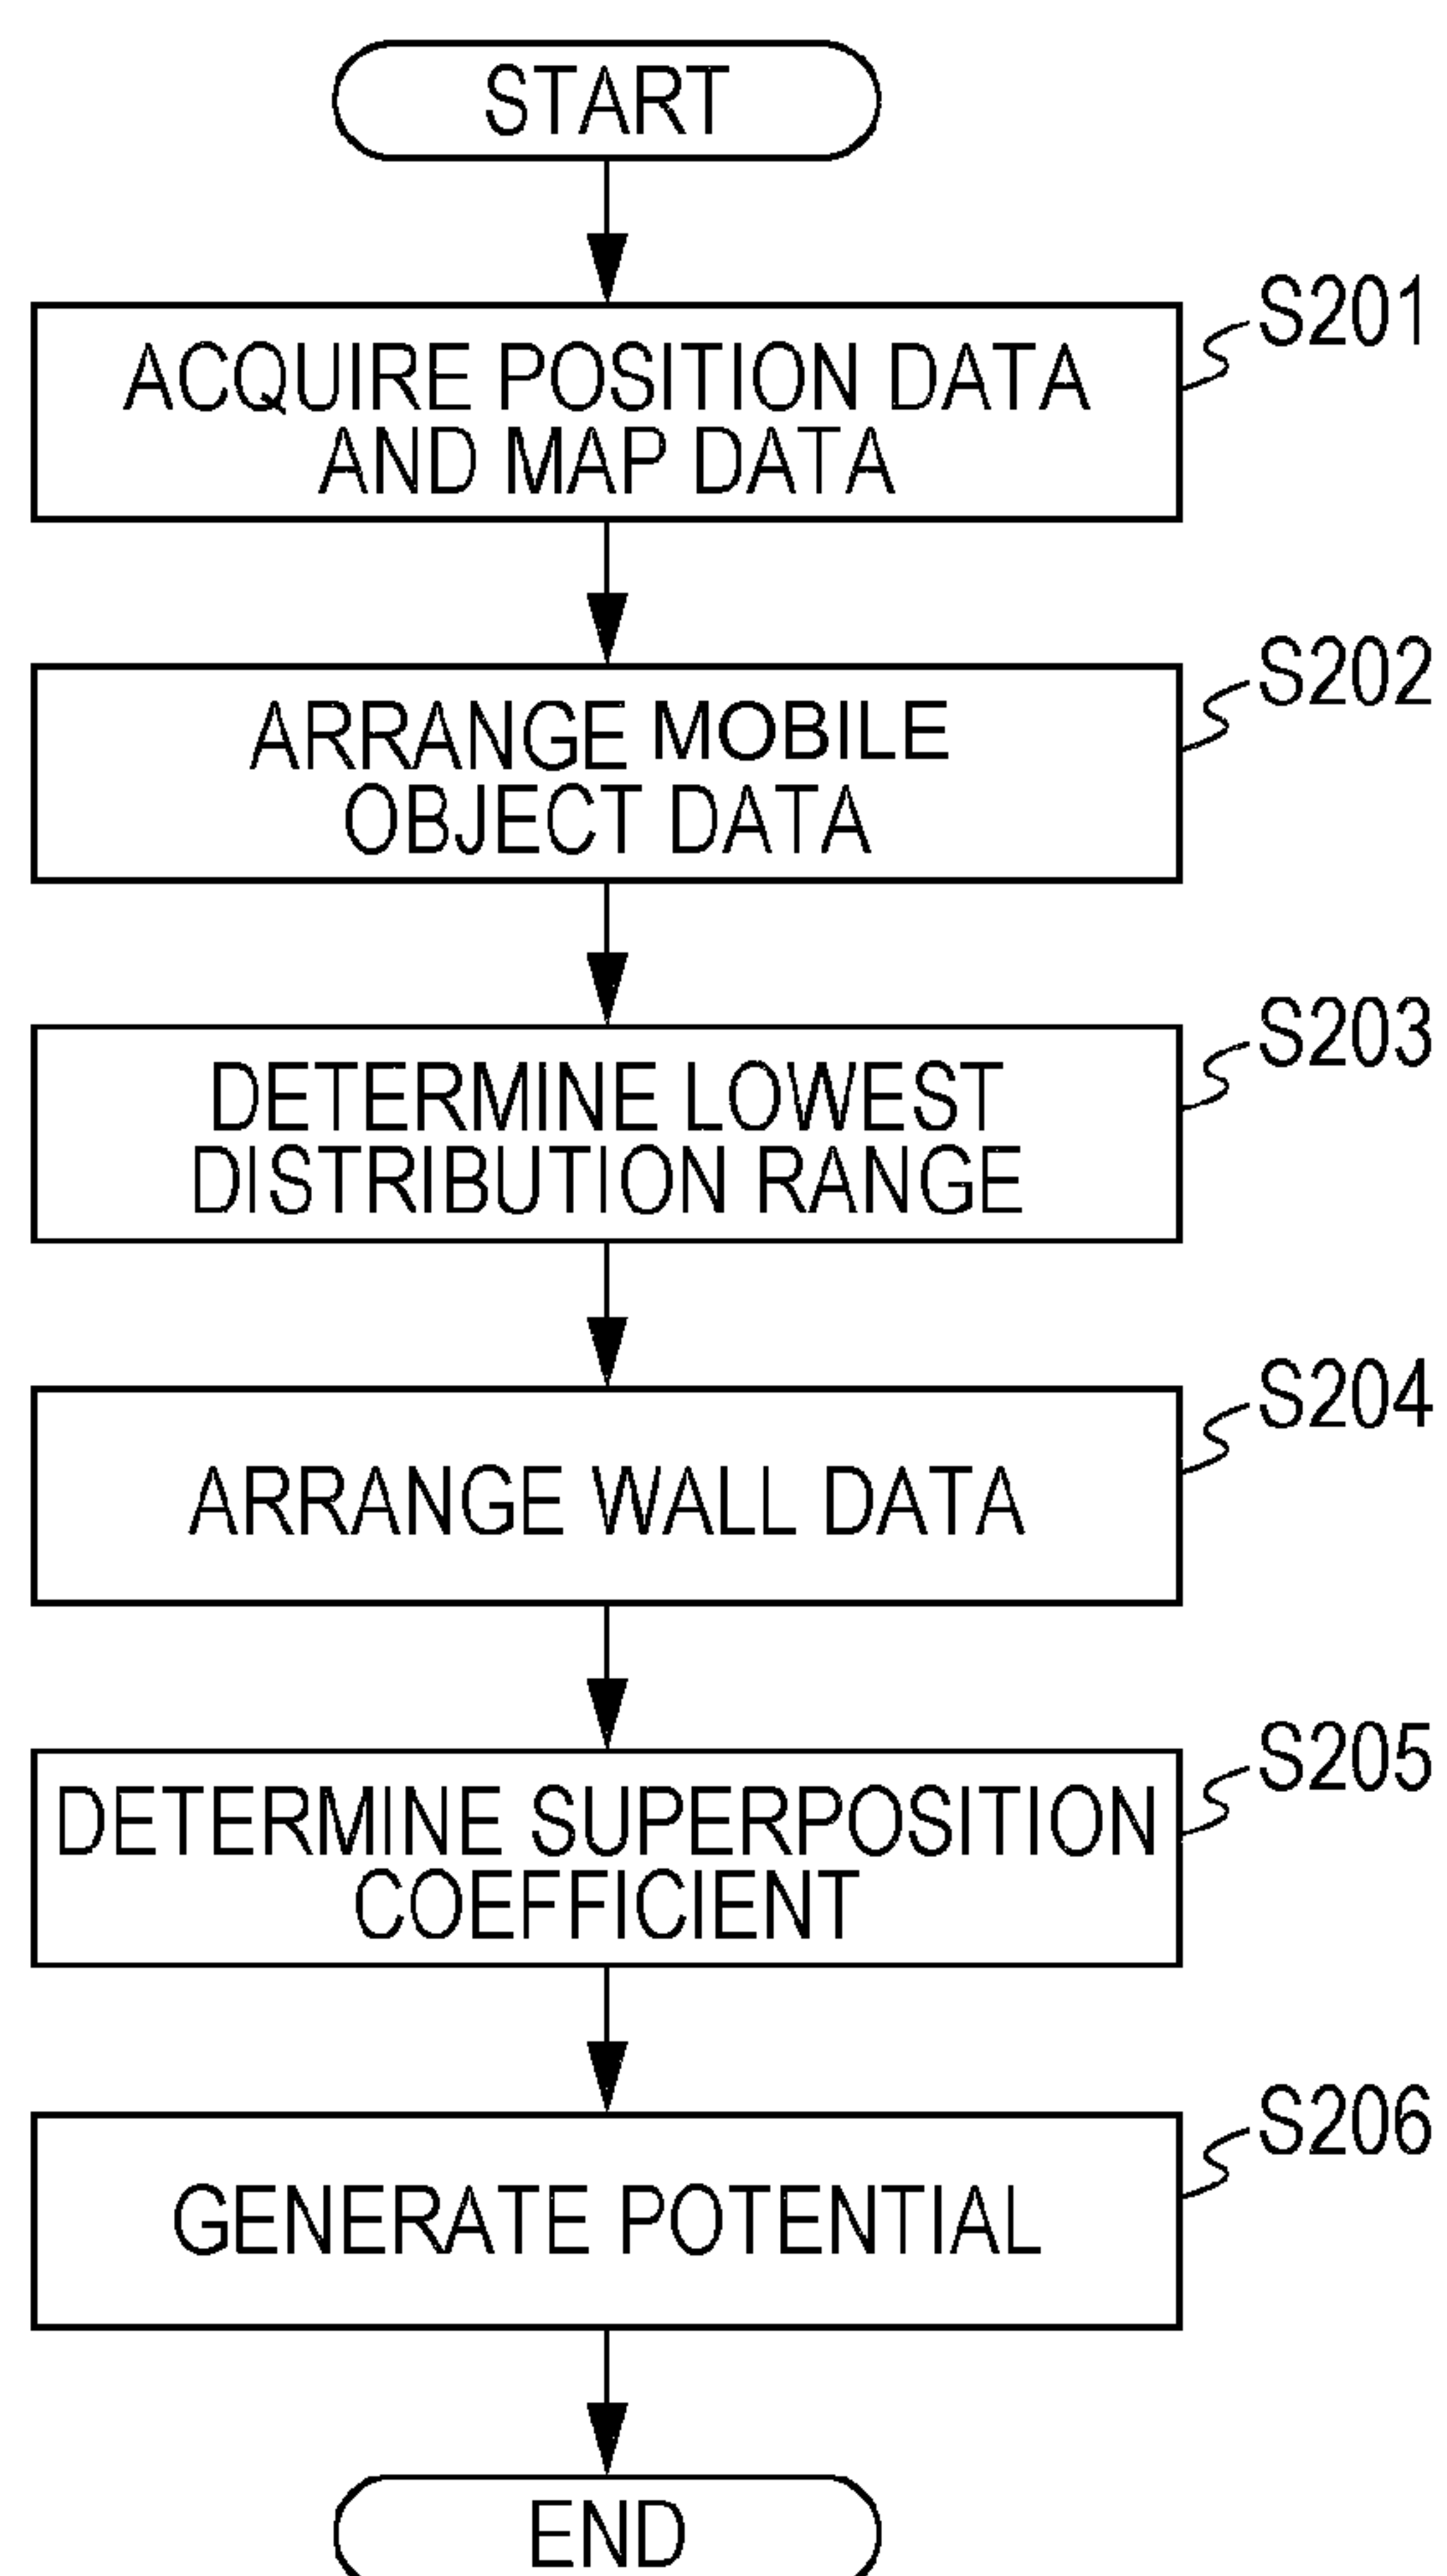 START
ACQUIRE POSITION DATA
AND MAP DATA
S201
ARRANGE MOBILE
OBJECT DATA
S202
DETERMINE LOWEST
DISTRIBUTION RANGE
S203
ARRANGE WALL DATA
S204
DETERMINE SUPERPOSITION
COEFFICIENT
S205
GENERATE POTENTIAL
S206
END